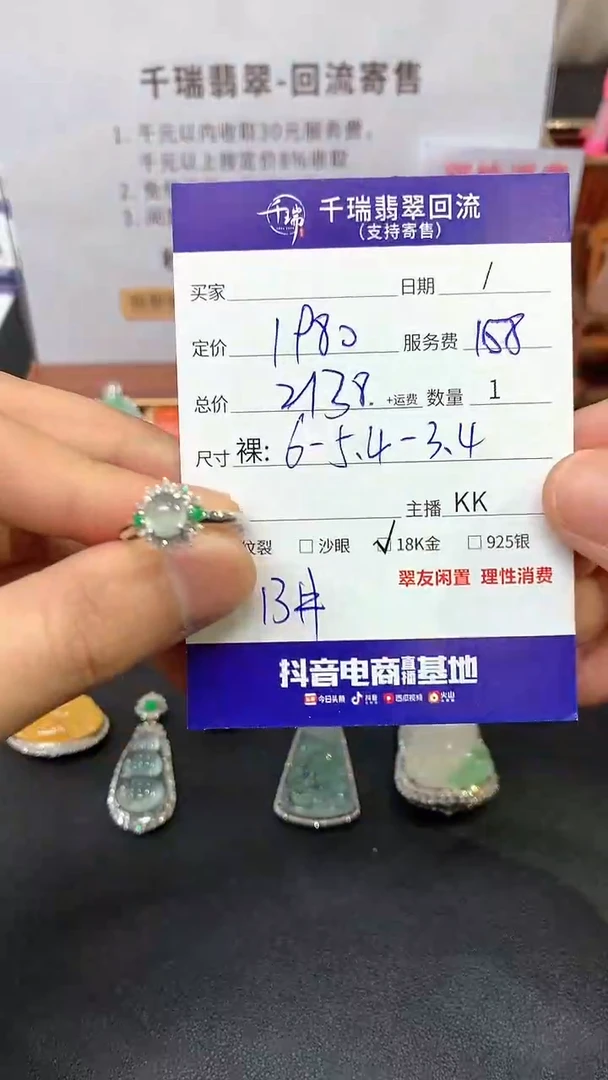 千瑞翡翠-回流寄售
1. 千元以内收取30元服务费,
千元以上按定价8%收取
2. 免
3.
千瑞 千瑞翡翠回流
(支持寄售)
买家 日期 /
定价 1980 服务费 158
总价 2138. +运费 数量 1
尺寸 裸: 6-5.4-3.4
主播 KK
纹裂 沙眼 ✓ 18K金 925银
翠友闲置 理性消费
13#
抖音电商直播基地
今日头条 抖音 西瓜视频 火山